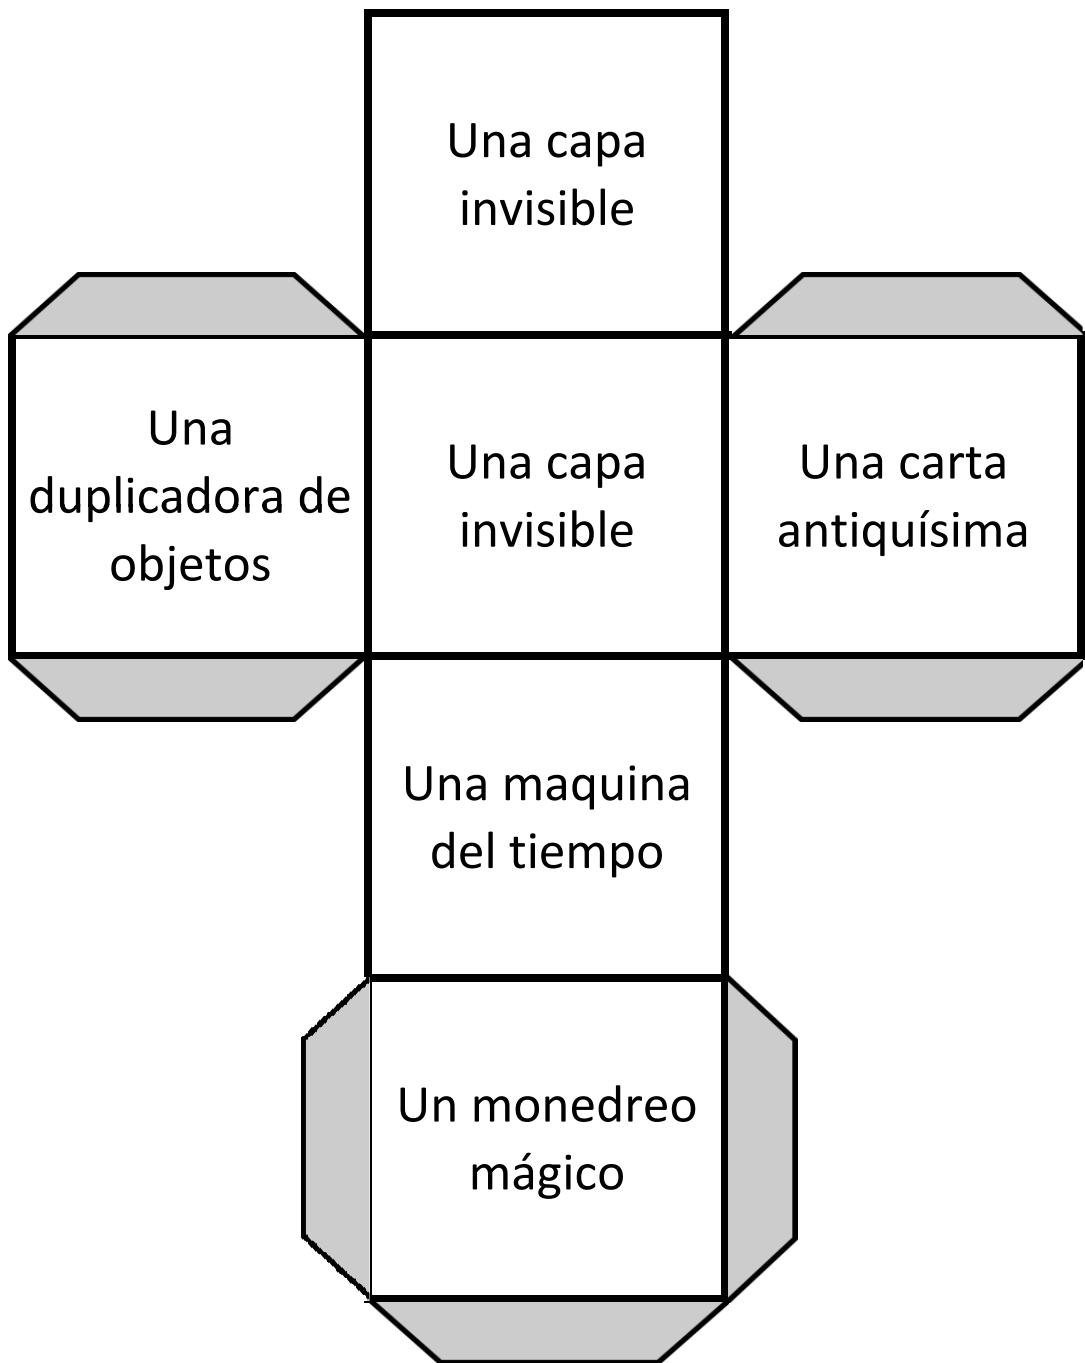 Una capa
invisible
Una
duplicadora de
objetos
Una capa
invisible
Una carta
antiquísima
Una maquina
del tiempo
Un monedreo
mágico